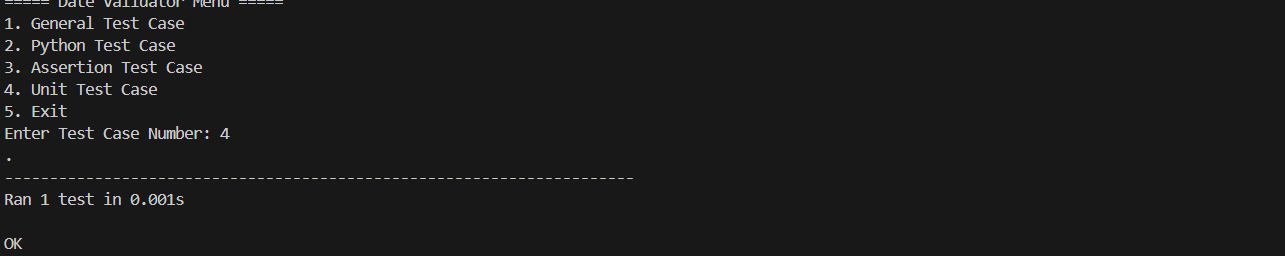 ===== Date Validator Menu =====
1. General Test Case
2. Python Test Case
3. Assertion Test Case
4. Unit Test Case
5. Exit
Enter Test Case Number: 4
.
----------------------------------------------------------------------
Ran 1 test in 0.001s
OK